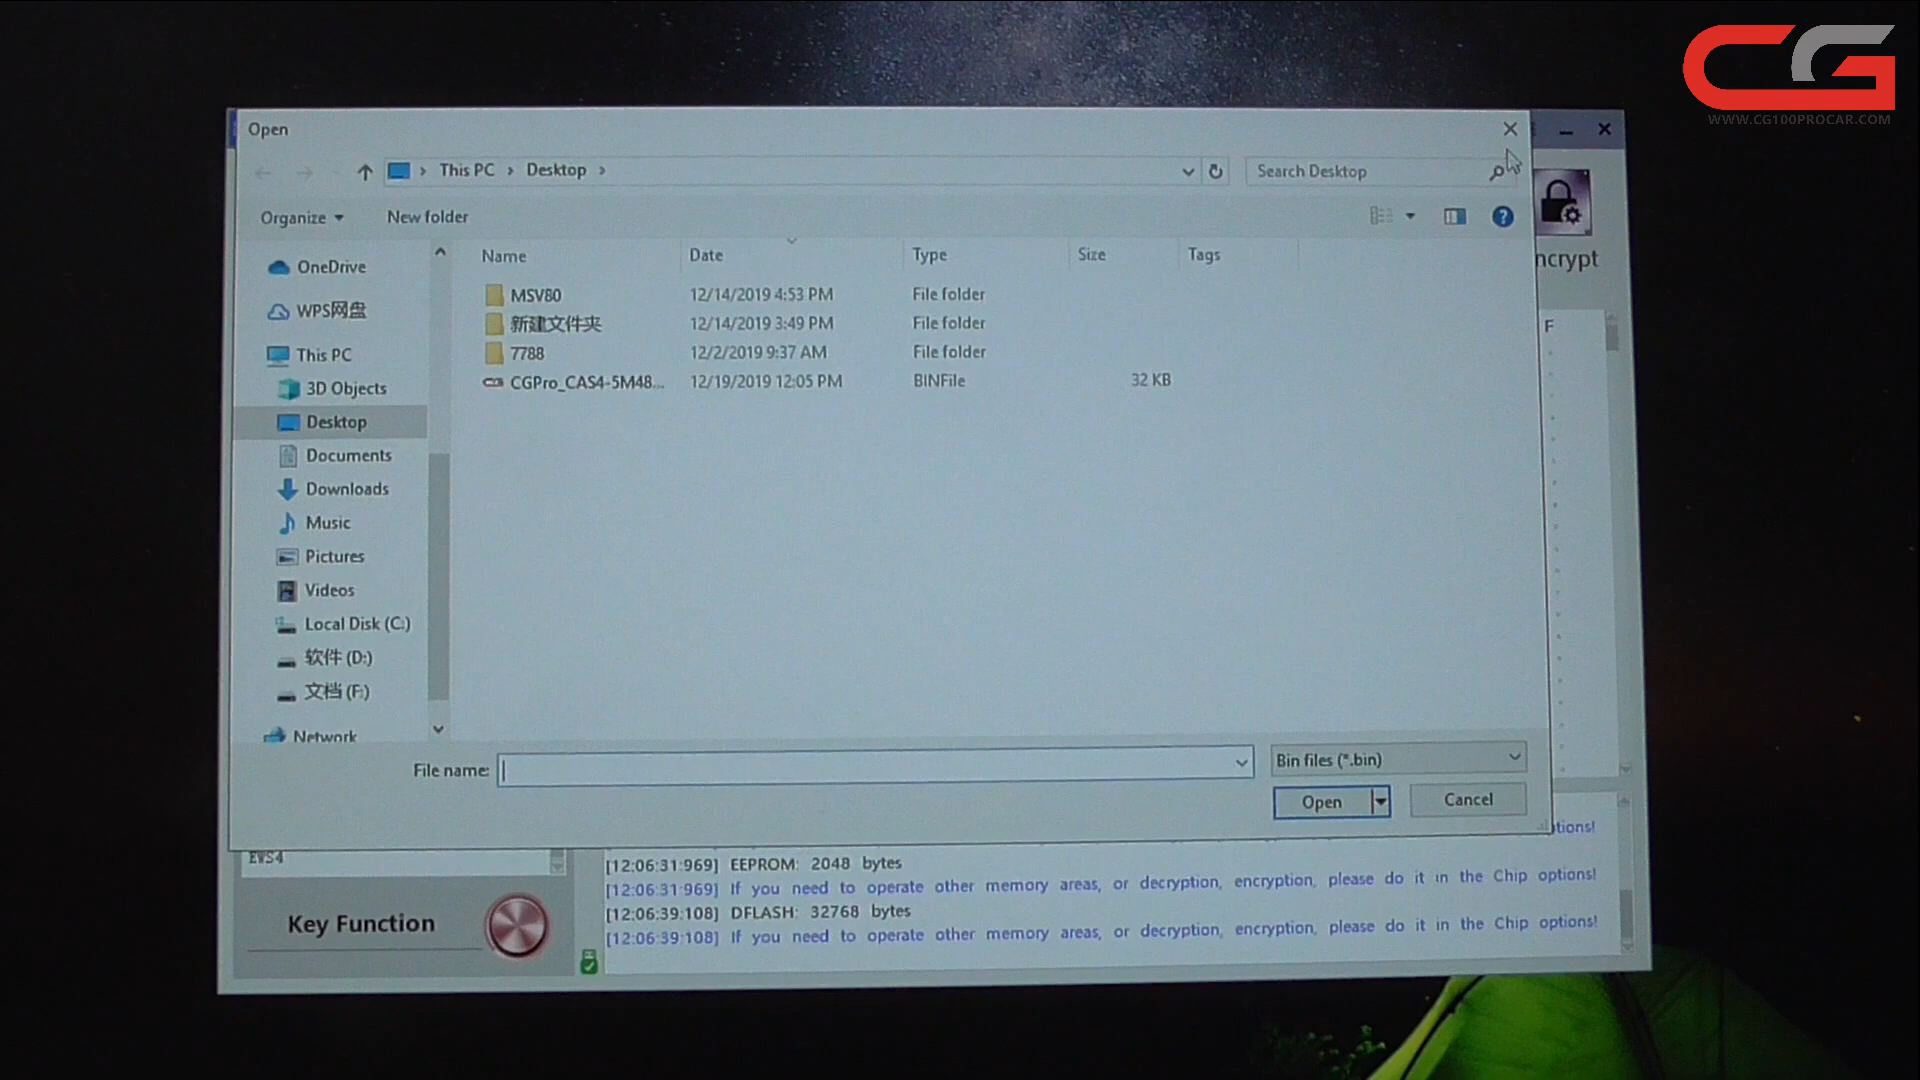 CG
WWW.CG100PROCAR.COM
Open
This PC > Desktop >
Search Desktop
Organize
New folder
Name Date Type Size Tags
OneDrive
WPS网盘
This PC
3D Objects
Desktop
Documents
Downloads
Music
Pictures
Videos
Local Disk (C:)
软件 (D:)
文档 (F:)
Network
MSV80 12/14/2019 4:53 PM File folder
新建文件夹 12/14/2019 3:49 PM File folder
7788 12/2/2019 9:37 AM File folder
CGPro_CAS4-5M48... 12/19/2019 12:05 PM BINFile 32 KB
ncrypt
F
File name:
Bin files (*.bin)
Open
Cancel
tions!
EWS4
[12:06:31:969] EEPROM: 2048 bytes
[12:06:31:969] If you need to operate other memory areas, or decryption, encryption, please do it in the Chip options!
[12:06:39:108] DFLASH: 32768 bytes
[12:06:39:108] If you need to operate other memory areas, or decryption, encryption, please do it in the Chip options!
Key Function